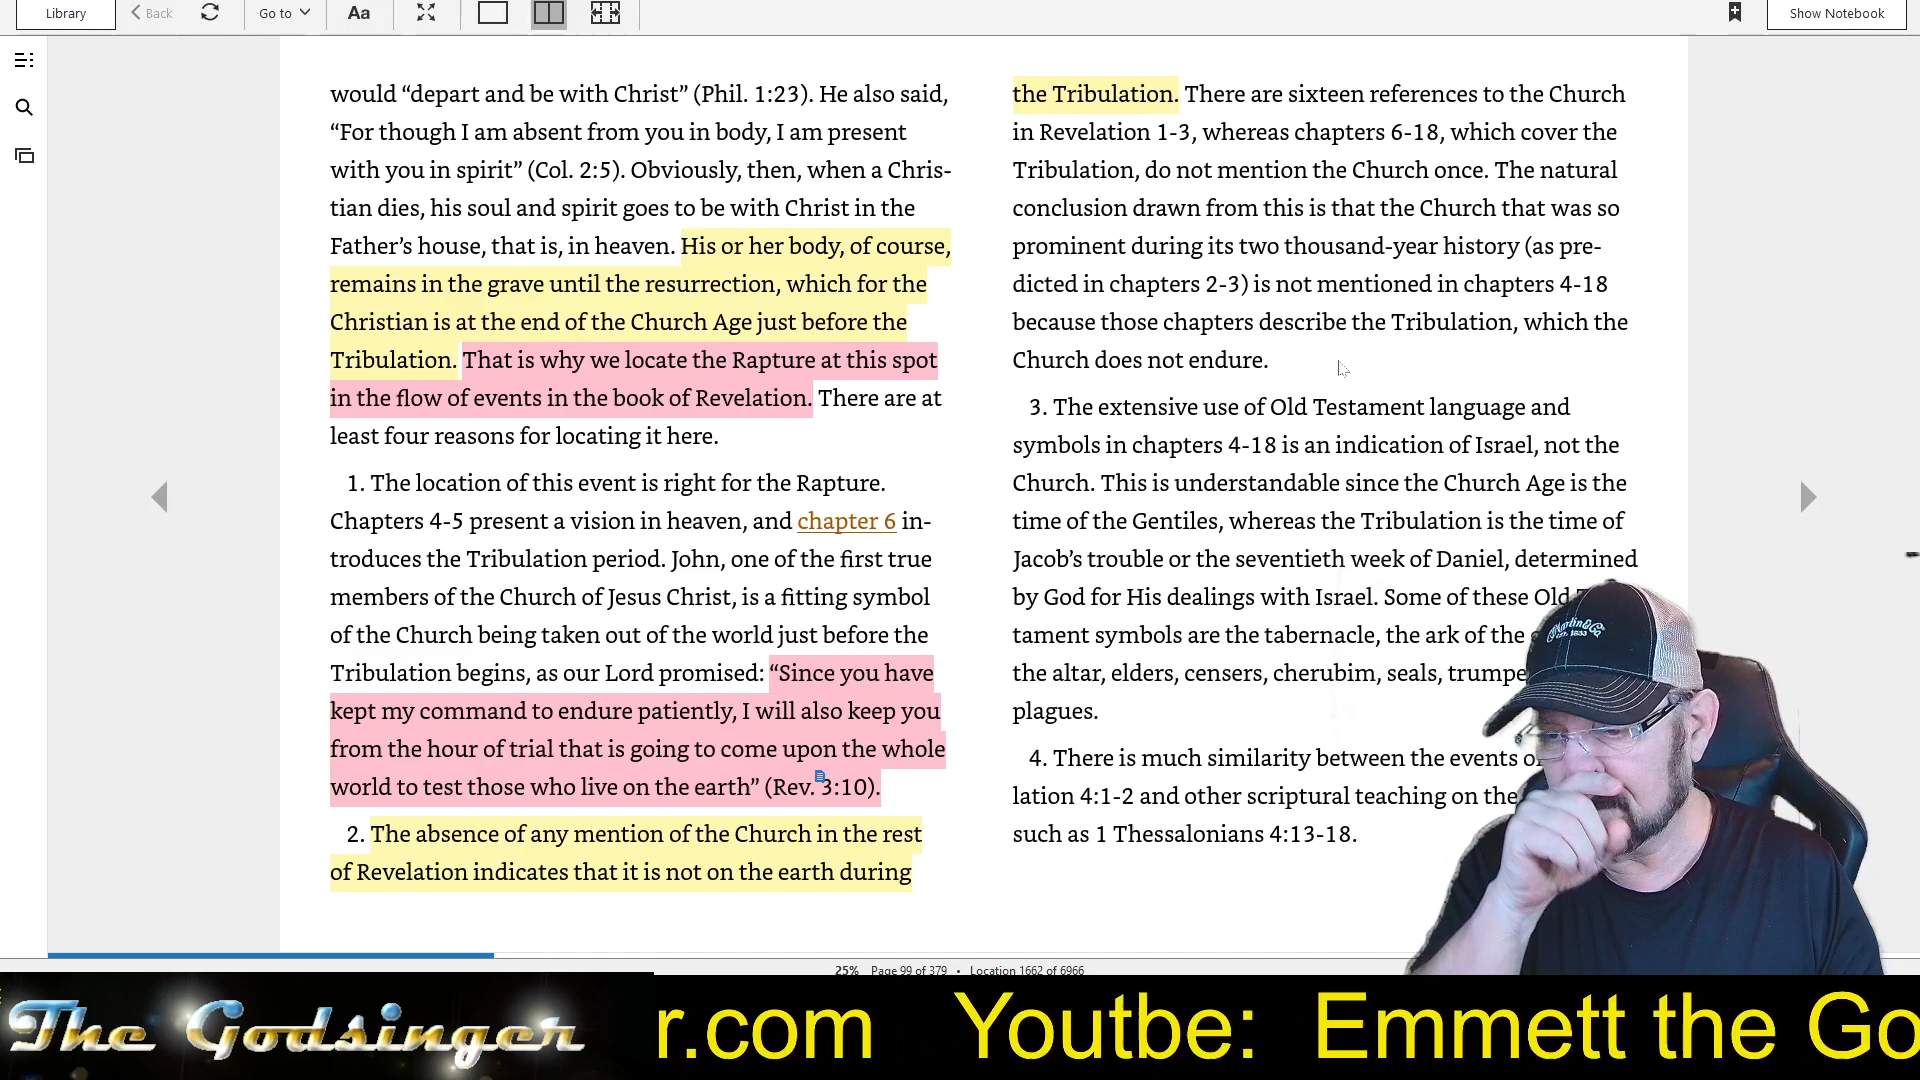 Library
Back
Go to
Aa
Show Notebook
would “depart and be with Christ” (Phil. 1:23). He also said,
“For though I am absent from you in body, I am present
with you in spirit” (Col. 2:5). Obviously, then, when a Chris-
tian dies, his soul and spirit goes to be with Christ in the
Father’s house, that is, in heaven. His or her body, of course,
remains in the grave until the resurrection, which for the
Christian is at the end of the Church Age just before the
Tribulation. That is why we locate the Rapture at this spot
in the flow of events in the book of Revelation. There are at
least four reasons for locating it here.
1. The location of this event is right for the Rapture.
Chapters 4-5 present a vision in heaven, and chapter 6 in-
troduces the Tribulation period. John, one of the first true
members of the Church of Jesus Christ, is a fitting symbol
of the Church being taken out of the world just before the
Tribulation begins, as our Lord promised: “Since you have
kept my command to endure patiently, I will also keep you
from the hour of trial that is going to come upon the whole
world to test those who live on the earth” (Rev. 3:10).
2. The absence of any mention of the Church in the rest
of Revelation indicates that it is not on the earth during
the Tribulation. There are sixteen references to the Church
in Revelation 1-3, whereas chapters 6-18, which cover the
Tribulation, do not mention the Church once. The natural
conclusion drawn from this is that the Church that was so
prominent during its two thousand-year history (as pre-
dicted in chapters 2-3) is not mentioned in chapters 4-18
because those chapters describe the Tribulation, which the
Church does not endure.
3. The extensive use of Old Testament language and
symbols in chapters 4-18 is an indication of Israel, not the
Church. This is understandable since the Church Age is the
time of the Gentiles, whereas the Tribulation is the time of
Jacob’s trouble or the seventieth week of Daniel, determined
by God for His dealings with Israel. Some of these Old
tament symbols are the tabernacle, the ark of the
the altar, elders, censers, cherubim, seals, trumpe
plagues.
4. There is much similarity between the events
lation 4:1-2 and other scriptural teaching on the
such as 1 Thessalonians 4:13-18.
25% Page 99 of 379 • Location 1662 of 6966
The Godsinger
r.com Youtbe: Emmett the Go